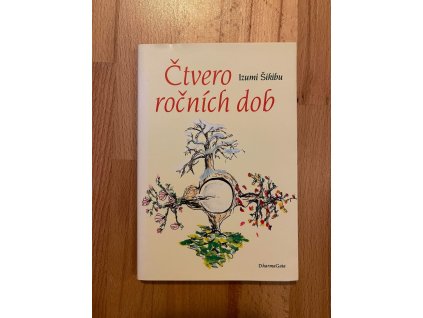 Čtvero
Izumi Šikibu
ročních dob
DharmaGaia